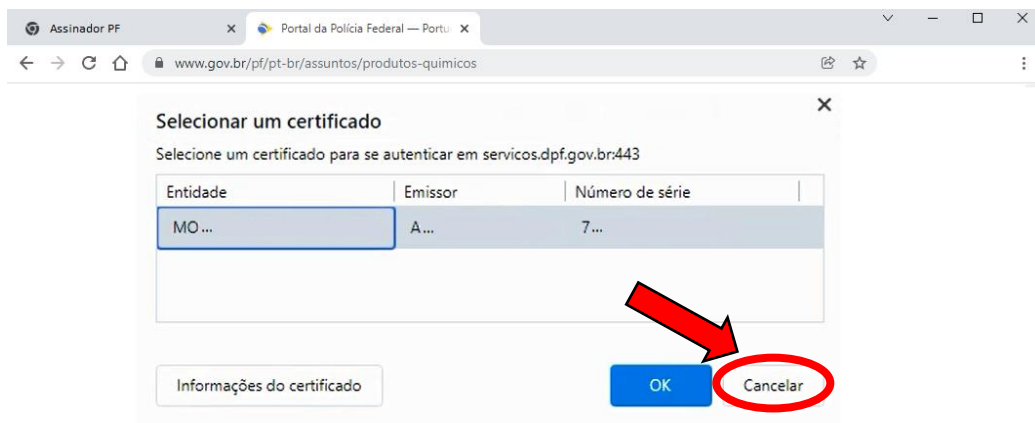 Assinador PF
Portal da Polícia Federal — Portu
www.gov.br/pf/pt-br/assuntos/produtos-quimicos
Selecionar um certificado
Selecione um certificado para se autenticar em servicos.dpf.gov.br:443
Entidade Emissor Número de série
MO... A... 7...
Informações do certificado OK Cancelar